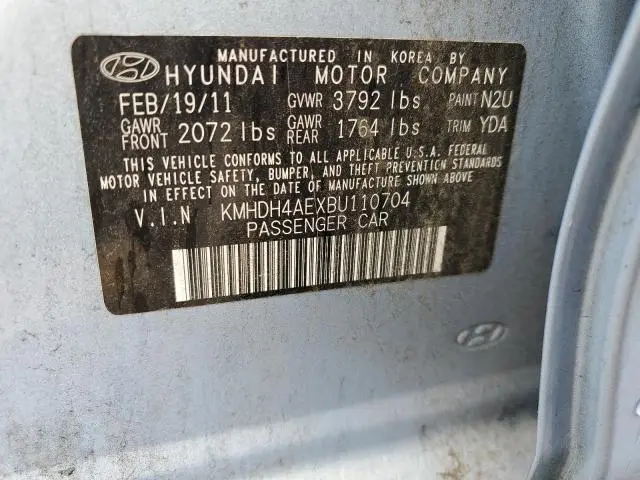 MANUFACTURED IN KOREA BY
HYUNDAI MOTOR COMPANY
FEB/19/11 GVWR 3792 lbs PAINT N2U
GAWR FRONT 2072 lbs GAWR REAR 1764 lbs TRIM YDA
THIS VEHICLE CONFORMS TO ALL APPLICABLE U.S.A. FEDERAL
MOTOR VEHICLE SAFETY, BUMPER, AND THEFT PREVENTION STANDARDS
IN EFFECT ON THE DATE OF MANUFACTURE SHOWN ABOVE.
V.I.N KMHDH4AEXBU110704
PASSENGER CAR